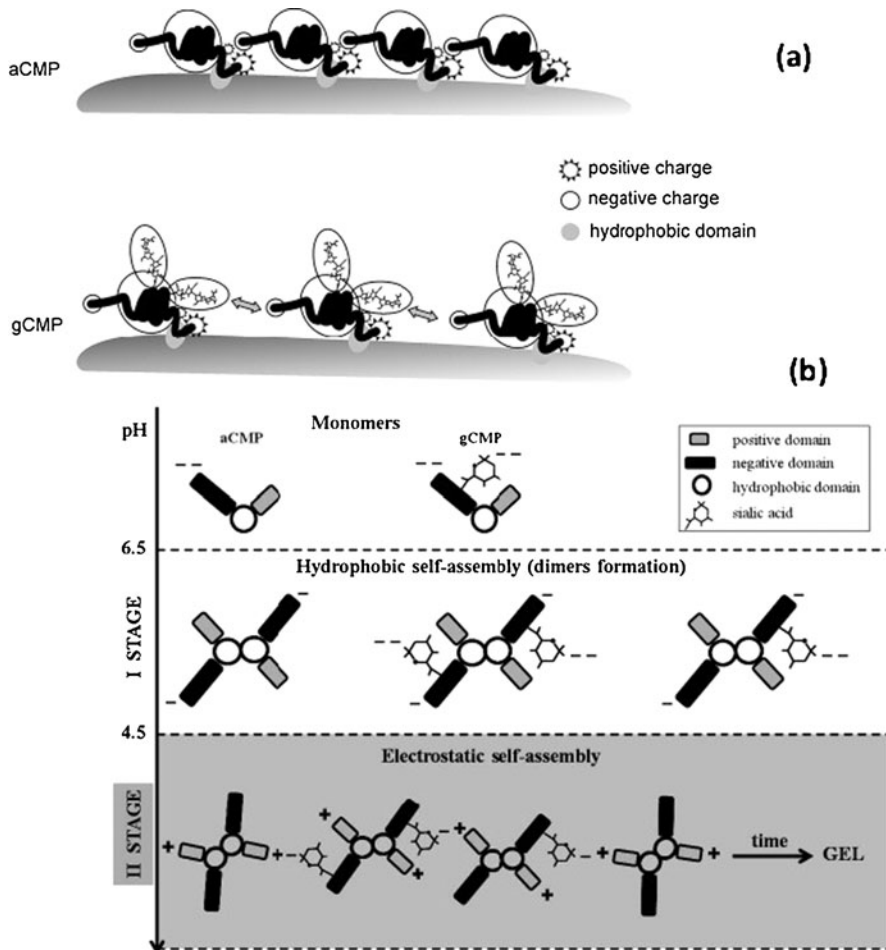 aCMP
(a)
positive charge
negative charge
hydrophobic domain
gCMP
(b)
pH
Monomers
aCMP
gCMP
positive domain
negative domain
hydrophobic domain
sialic acid
6.5
Hydrophobic self-assembly (dimers formation)
I STAGE
4.5
Electrostatic self-assembly
II STAGE
time
GEL